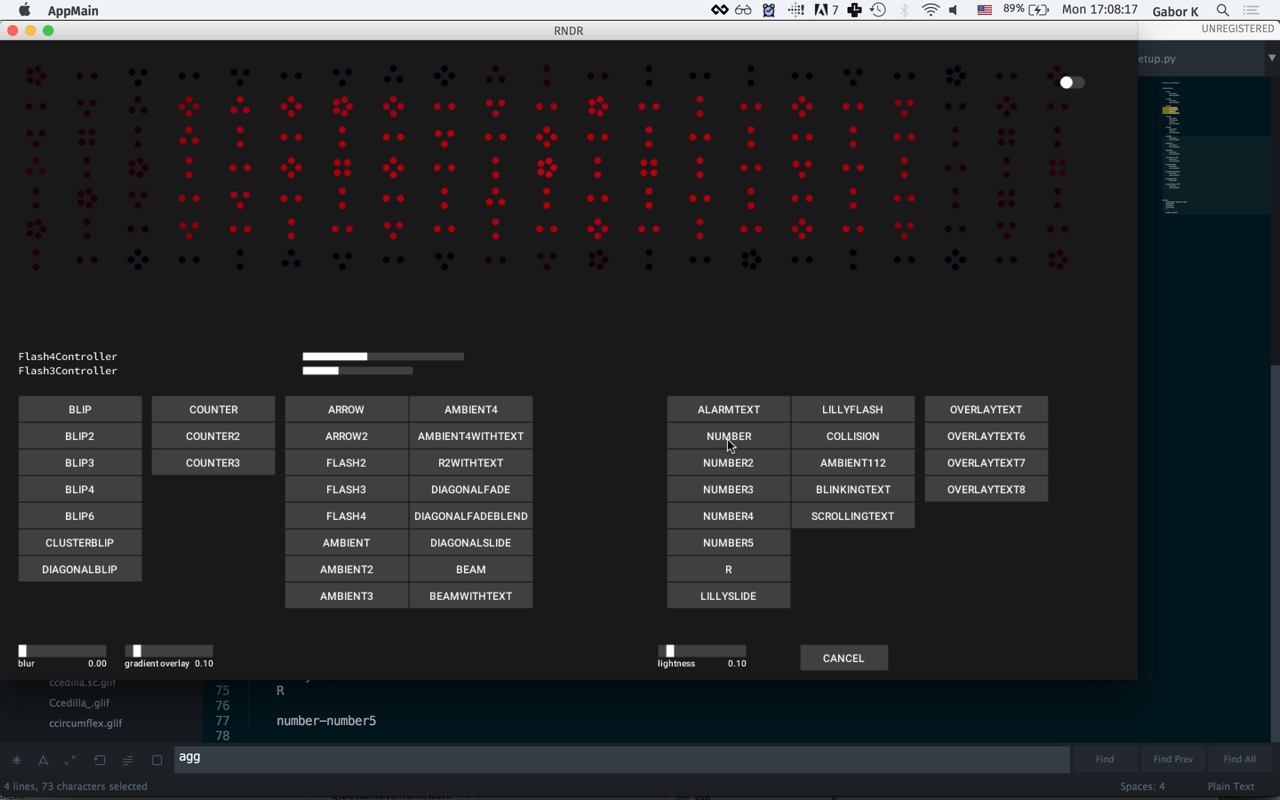 AppMain
7
89%
Mon 17:08:17
Gabor K
RNDR
UNREGISTERED
etup.py
Flash4Controller
Flash3Controller
BLIP
COUNTER
ARROW
AMBIENT4
ALARMTEXT
LILLYFLASH
OVERLAYTEXT
BLIP2
COUNTER2
ARROW2
AMBIENT4WITHTEXT
NUMBER
COLLISION
OVERLAYTEXT6
BLIP3
COUNTER3
FLASH2
R2WITHTEXT
NUMBER2
AMBIENT112
OVERLAYTEXT7
BLIP4
FLASH3
DIAGONALFADE
NUMBER3
BLINKINGTEXT
OVERLAYTEXT8
BLIP6
FLASH4
DIAGONALFADEBLEND
NUMBER4
SCROLLINGTEXT
CLUSTERBLIP
AMBIENT
DIAGONALSLIDE
NUMBER5
DIAGONALBLIP
AMBIENT2
BEAM
R
AMBIENT3
BEAMWITHTEXT
LILLYSLIDE
blur 0.00
gradient overlay 0.10
lightness 0.10
CANCEL
ccedilla.sc.glif
Ccedilla_.glif
ccircumflex.glif
75 R
76
77 number-number5
78
agg
Find
Find Prev
Find All
4 lines, 73 characters selected
Spaces: 4
Plain Text